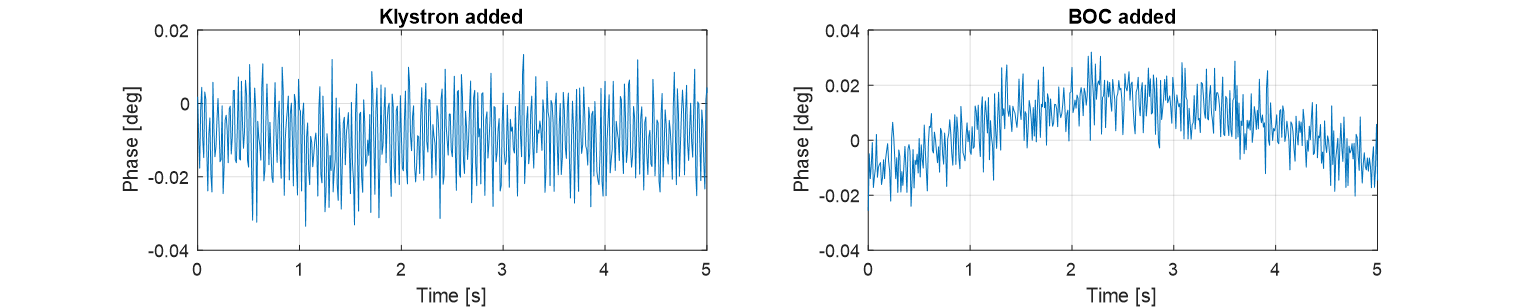 Klystron added
0.02
0
-0.02
-0.04
Phase [deg]
0 1 2 3 4 5
Time [s]
BOC added
0.04
0.02
0
-0.02
-0.04
Phase [deg]
0 1 2 3 4 5
Time [s]